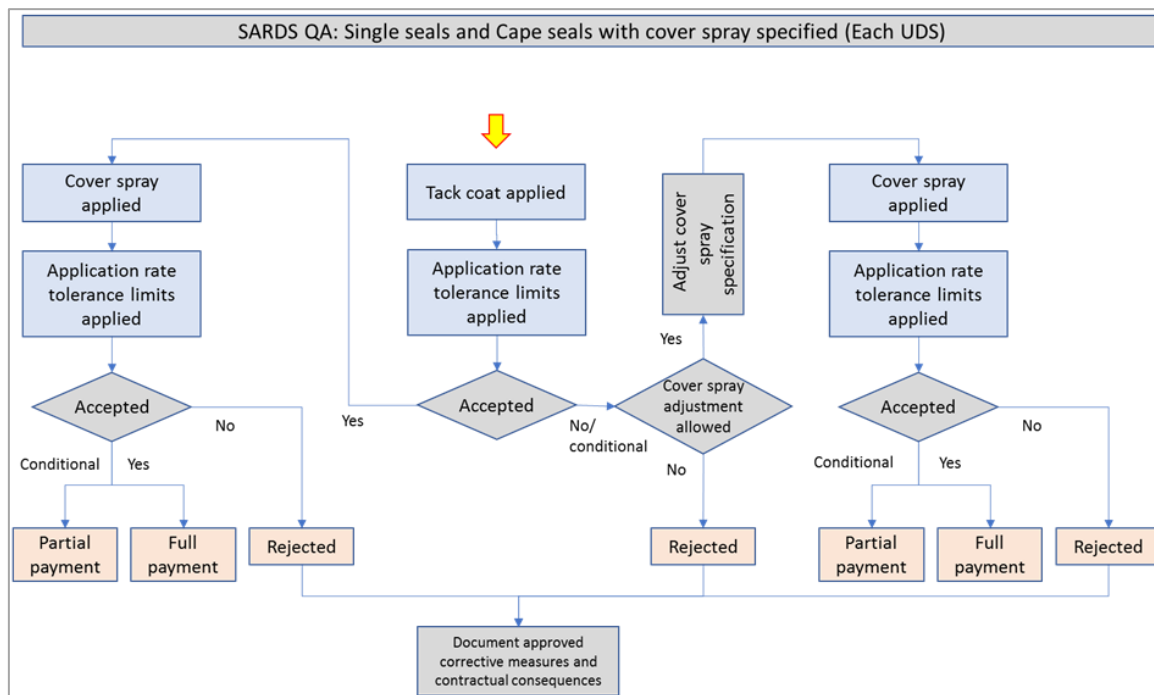 SARDS QA: Single seals and Cape seals with cover spray specified (Each UDS)
Cover spray
applied
Application rate
tolerance limits
applied
Accepted
No
Conditional
Yes
Partial
payment
Full
payment
Rejected
Tack coat applied
Application rate
tolerance limits
applied
Accepted
Yes
No/
conditional
Cover spray
adjustment
allowed
Yes
Adjust cover
spray
specification
No
Rejected
Cover spray
applied
Application rate
tolerance limits
applied
Accepted
No
Conditional
Yes
Partial
payment
Full
payment
Rejected
Document approved
corrective measures and
contractual consequences